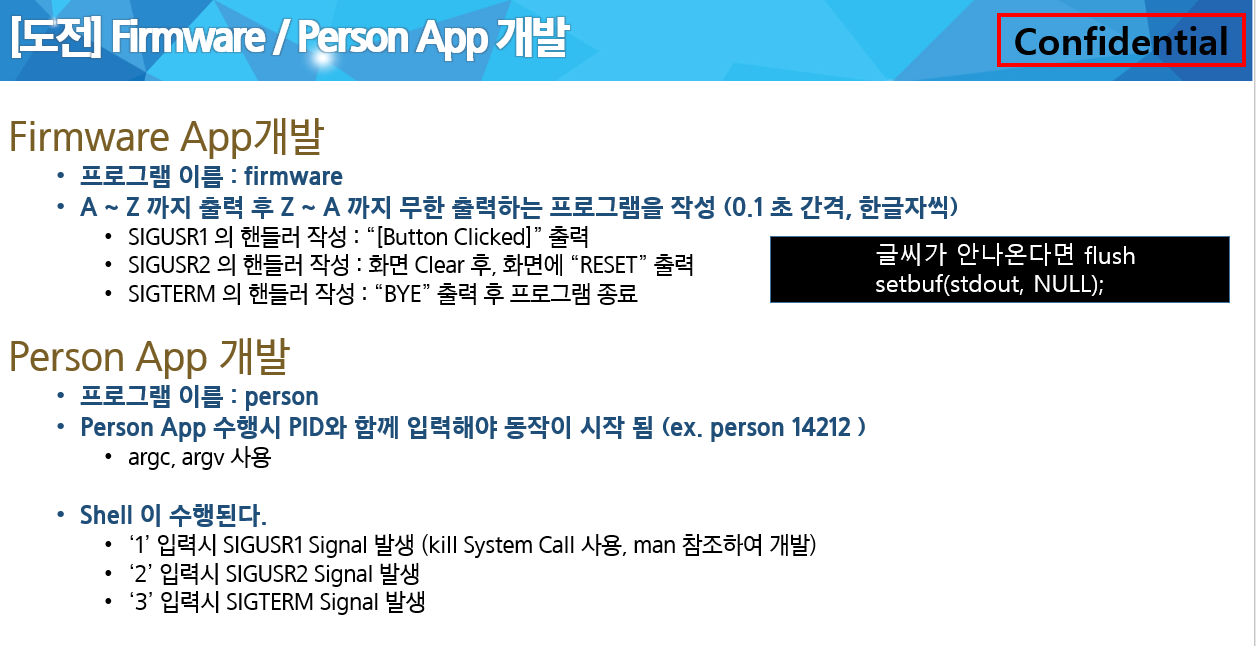 [도전] Firmware / Person App 개발
Confidential
Firmware App개발
• 프로그램 이름 : firmware
• A ~ Z 까지 출력 후 Z ~ A 까지 무한 출력하는 프로그램을 작성 (0.1 초 간격, 한글자씩)
• SIGUSR1 의 핸들러 작성 : “[Button Clicked]” 출력
• SIGUSR2 의 핸들러 작성 : 화면 Clear 후, 화면에 “RESET” 출력
• SIGTERM 의 핸들러 작성 : “BYE” 출력 후 프로그램 종료
글씨가 안나온다면 flush
setbuf(stdout, NULL);
Person App 개발
• 프로그램 이름 : person
• Person App 수행시 PID와 함께 입력해야 동작이 시작 됨 (ex. person 14212 )
• argc, argv 사용
• Shell 이 수행된다.
• ‘1’ 입력시 SIGUSR1 Signal 발생 (kill System Call 사용, man 참조하여 개발)
• ‘2’ 입력시 SIGUSR2 Signal 발생
• ‘3’ 입력시 SIGTERM Signal 발생